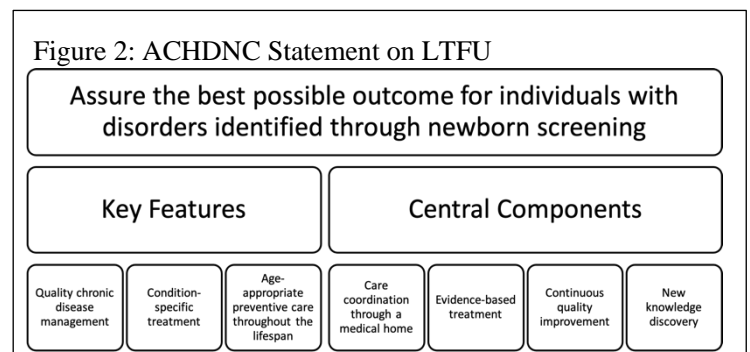 Figure 2: ACHDNC Statement on LTFU
Assure the best possible outcome for individuals with
disorders identified through newborn screening
Key Features
Central Components
Quality chronic
disease
management
Condition-
specific
treatment
Age-
appropriate
preventive care
throughout the
lifespan
Care
coordination
through a
medical home
Evidence-based
treatment
Continuous
quality
improvement
New
knowledge
discovery